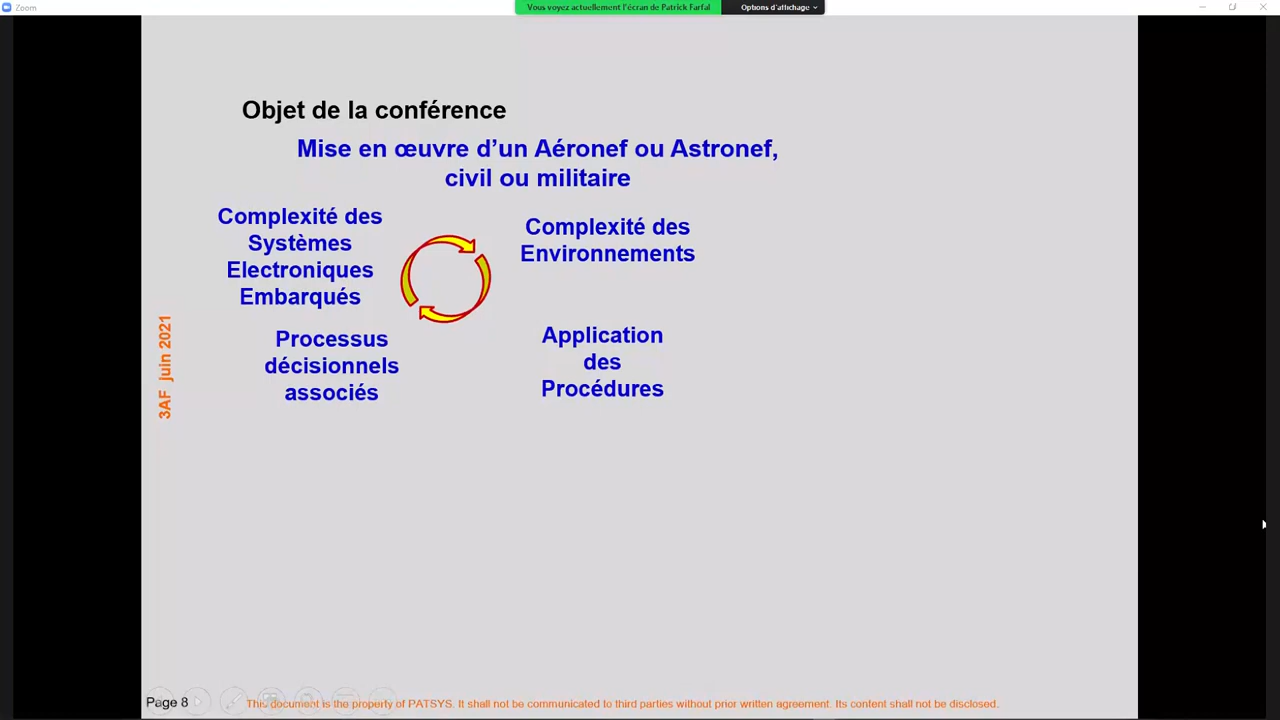 Zoom
Vous voyez actuellement l'écran de Patrick Farfal
Options d'affichage
Objet de la conférence
Mise en œuvre d’un Aéronef ou Astronef,
civil ou militaire
Complexité des
Systèmes
Electroniques
Embarqués
Complexité des
Environnements
Processus
décisionnels
associés
Application
des
Procédures
3AF juin 2021
Page 8
This document is the property of PATSYS. It shall not be communicated to third parties without prior written agreement. Its content shall not be disclosed.